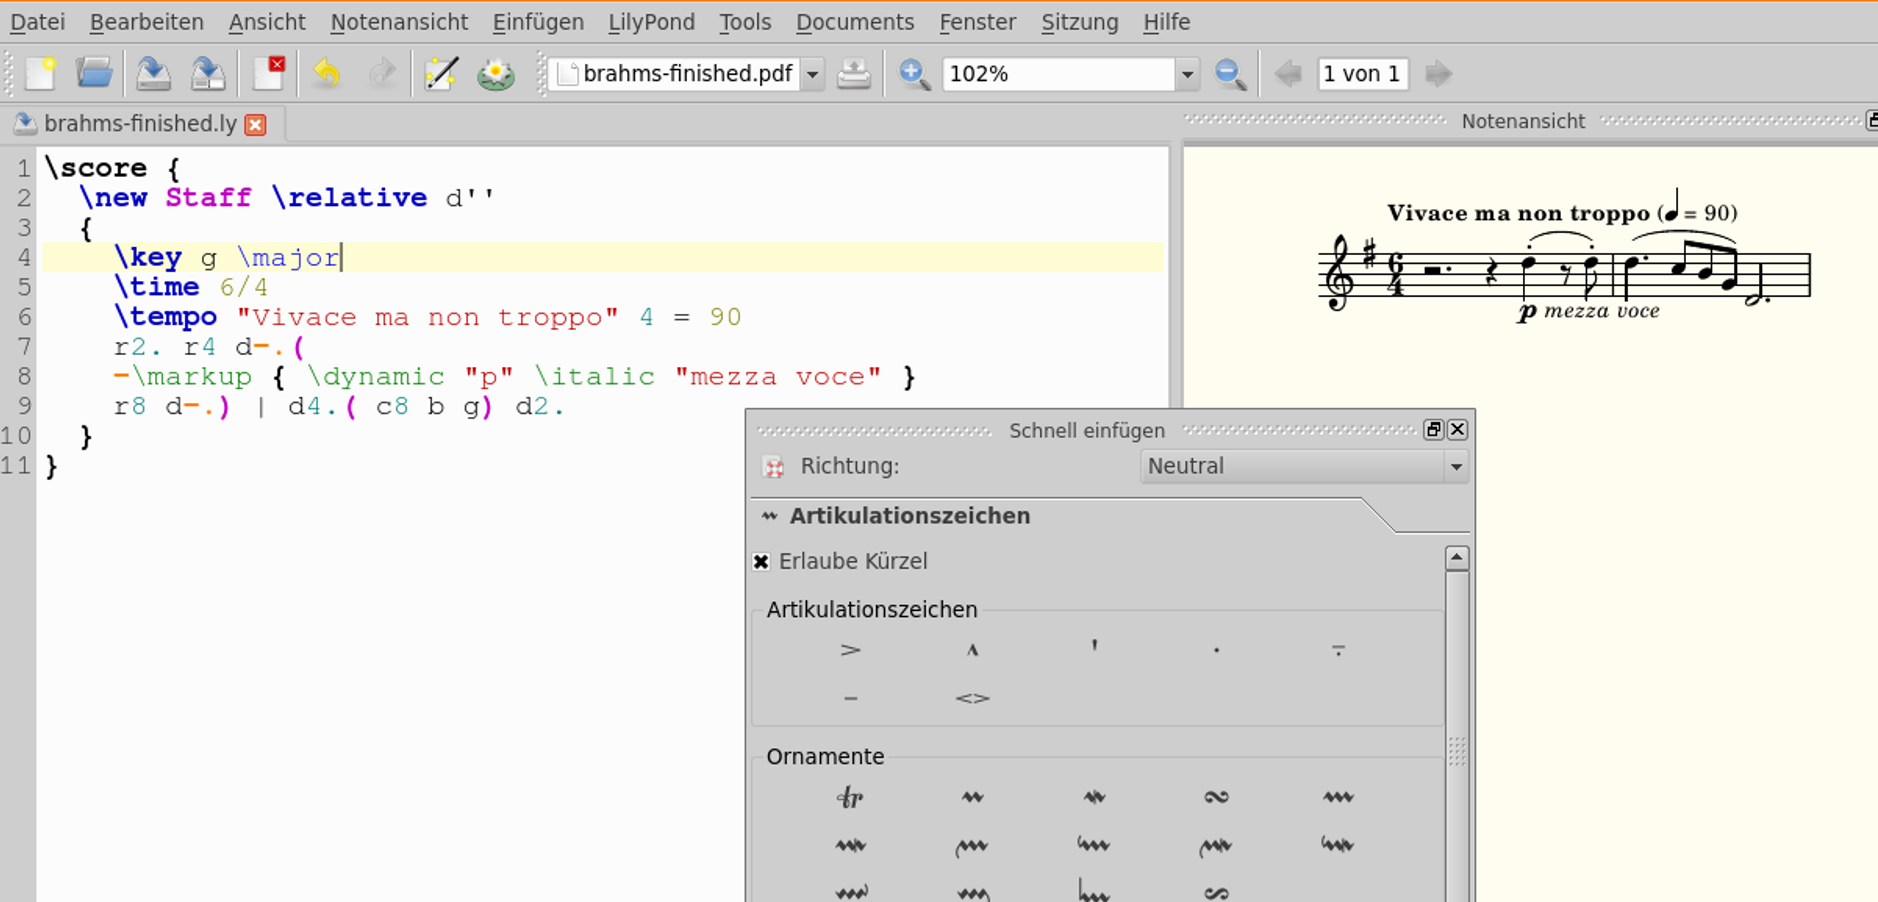 Datei Bearbeiten Ansicht Notenansicht Einfügen LilyPond Tools Documents Fenster Sitzung Hilfe
brahms-finished.pdf 102% 1 von 1
brahms-finished.ly
Notenansicht
1 \score {
2 \new Staff \relative d''
3 {
4 \key g \major
5 \time 6/4
6 \tempo "Vivace ma non troppo" 4 = 90
7 r2. r4 d-.(
8 -\markup { \dynamic "p" \italic "mezza voce" }
9 r8 d-.) | d4.( c8 b g) d2.
10 }
11 }
Vivace ma non troppo (♩ = 90)
6
4
p mezza voce
Schnell einfügen
Richtung: Neutral
Artikulationszeichen
Erlaube Kürzel
Artikulationszeichen
Ornamente
tr